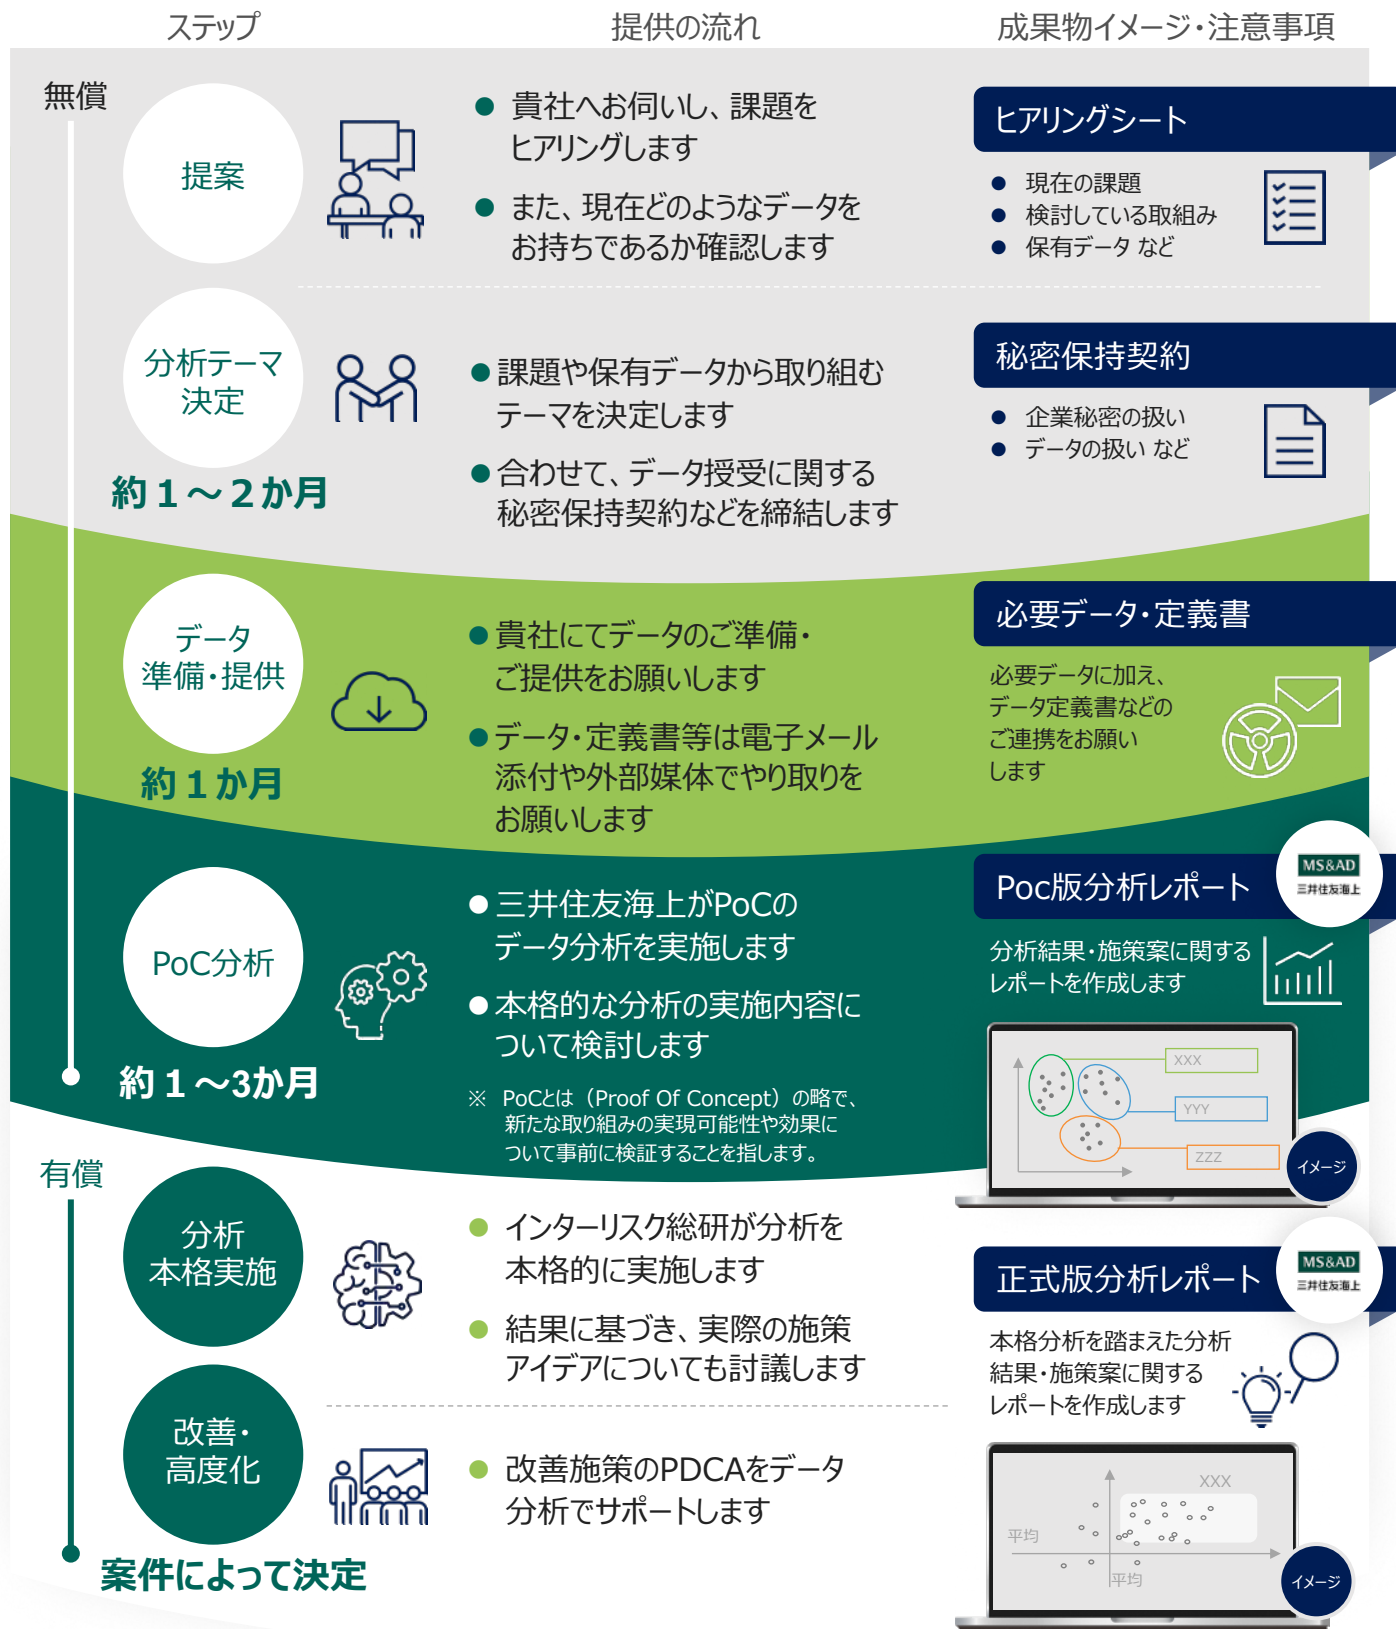 ステップ
提供の流れ
成果物イメージ・注意事項
無償
提案
● 貴社へお伺いし、課題を
ヒアリングします
● また、現在どのようなデータを
お持ちであるか確認します
ヒアリングシート
● 現在の課題
● 検討している取組み
● 保有データ など
分析テーマ
決定
約１～２か月
● 課題や保有データから取り組む
テーマを決定します
● 合わせて、データ授受に関する
秘密保持契約などを締結します
秘密保持契約
● 企業秘密の扱い
● データの扱い など
データ
準備・提供
約１か月
● 貴社にてデータのご準備・
ご提供をお願いします
● データ・定義書等は電子メール
添付や外部媒体でやり取りを
お願いします
必要データ・定義書
必要データに加え、
データ定義書などの
ご連携をお願い
します
PoC分析
約１～3か月
● 三井住友海上がPoCの
データ分析を実施します
● 本格的な分析の実施内容に
ついて検討します
※ PoCとは（Proof Of Concept）の略で、
新たな取り組みの実現可能性や効果に
ついて事前に検証することを指します。
Poc版分析レポート
MS&AD
三井住友海上
分析結果・施策案に関する
レポートを作成します
XXX
YYY
ZZZ
イメージ
有償
分析
本格実施
● インターリスク総研が分析を
本格的に実施します
● 結果に基づき、実際の施策
アイデアについても討議します
正式版分析レポート
MS&AD
三井住友海上
本格分析を踏まえた分析
結果・施策案に関する
レポートを作成します
改善・
高度化
案件によって決定
● 改善施策のPDCAをデータ
分析でサポートします
XXX
平均
平均
イメージ